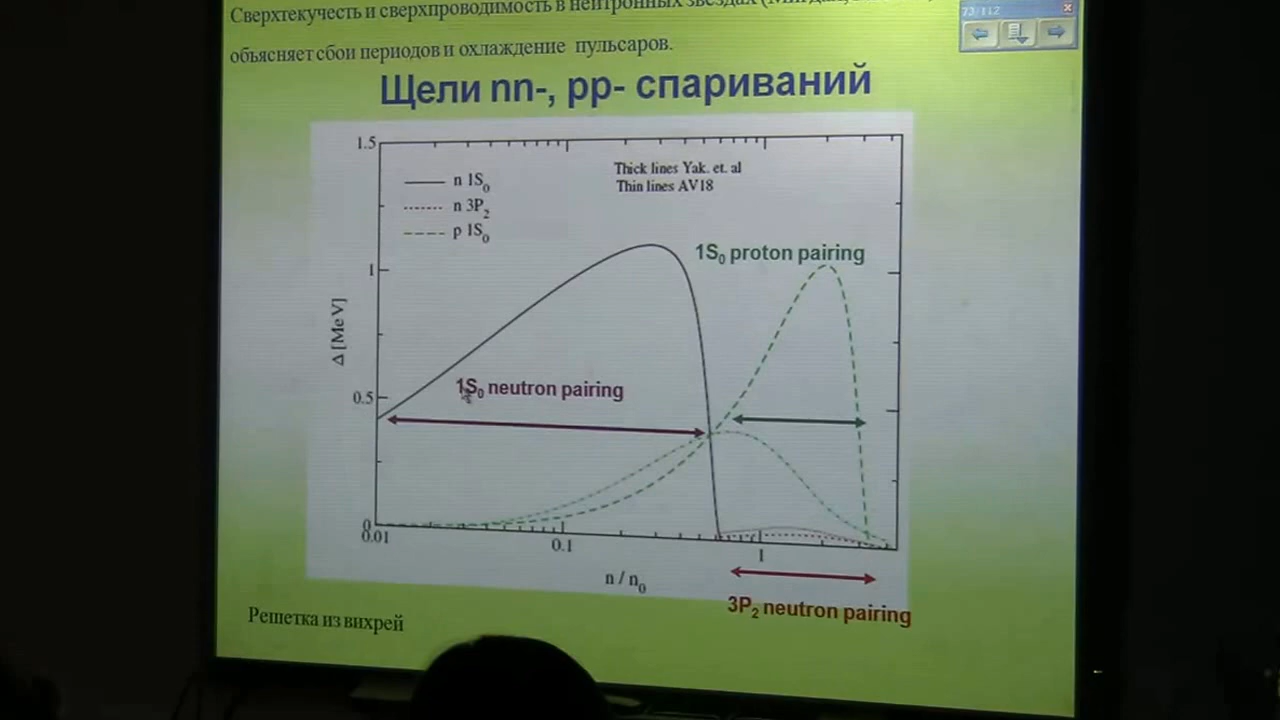 Сверхтекучесть и сверхпроводимость в нейтронных звездах
объясняет сбои периодов и охлаждение пульсаров.
73/112
Щели nn-, pp- спариваний
1.5
n 1S0
n 3P2
p 1S0
Thick lines Yak. et. al
Thin lines AV18
1S0 proton pairing
1
Δ [MeV]
1S0 neutron pairing
0.5
0
0.01
0.1
1
n / n0
3P2 neutron pairing
Решетка из вихрей